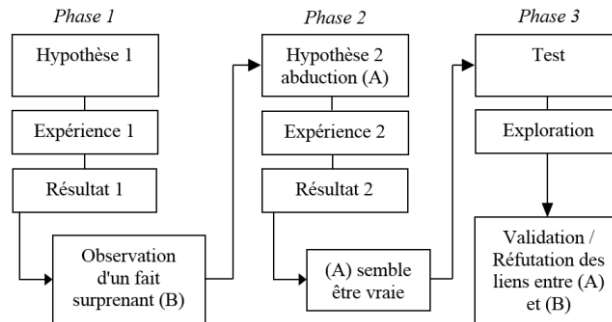 Phase 1
Hypothèse 1
Expérience 1
Résultat 1
Observation
d'un fait
surprenant (B)
Phase 2
Hypothèse 2
abduction (A)
Expérience 2
Résultat 2
(A) semble
être vraie
Phase 3
Test
Exploration
Validation /
Réfutation des
liens entre (A)
et (B)